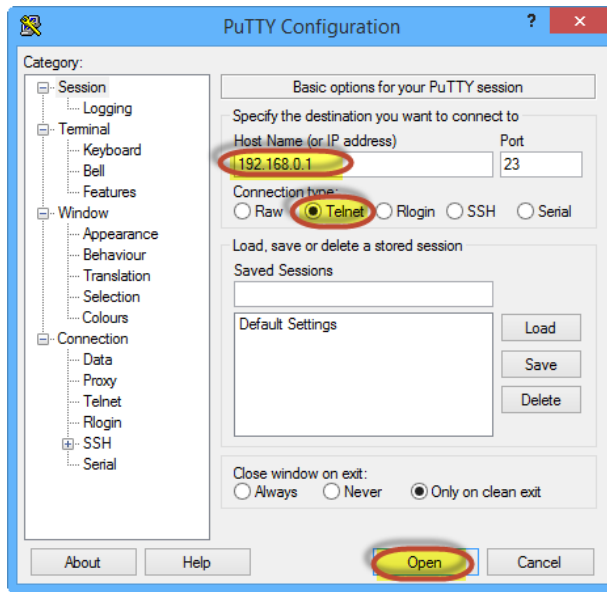 PuTTY Configuration
? ×
Category:
Session
Logging
Terminal
Keyboard
Bell
Features
Window
Appearance
Behaviour
Translation
Selection
Colours
Connection
Data
Proxy
Telnet
Rlogin
SSH
Serial
Basic options for your PuTTY session
Specify the destination you want to connect to
Host Name (or IP address) Port
192.168.0.1 23
Connection type:
Raw Telnet Rlogin SSH Serial
Load, save or delete a stored session
Saved Sessions
Default Settings
Load
Save
Delete
Close window on exit:
Always Never Only on clean exit
About Help Open Cancel